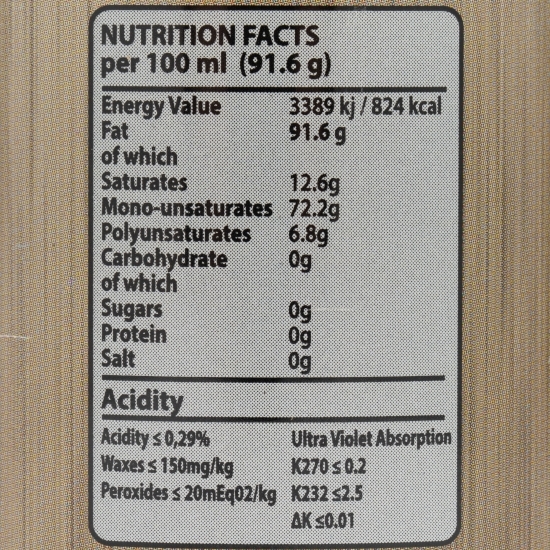 NUTRITION FACTS
per 100 ml (91.6 g)
Energy Value 3389 kj / 824 kcal
Fat 91.6 g
of which
Saturates 12.6g
Mono-unsaturates 72.2g
Polyunsaturates 6.8g
Carbohydrate 0g
of which
Sugars 0g
Protein 0g
Salt 0g
Acidity
Acidity ≤ 0,29% Ultra Violet Absorption
Waxes ≤ 150mg/kg K270 ≤ 0.2
Peroxides ≤ 20mEq02/kg K232 ≤2.5
ΔK ≤0.01